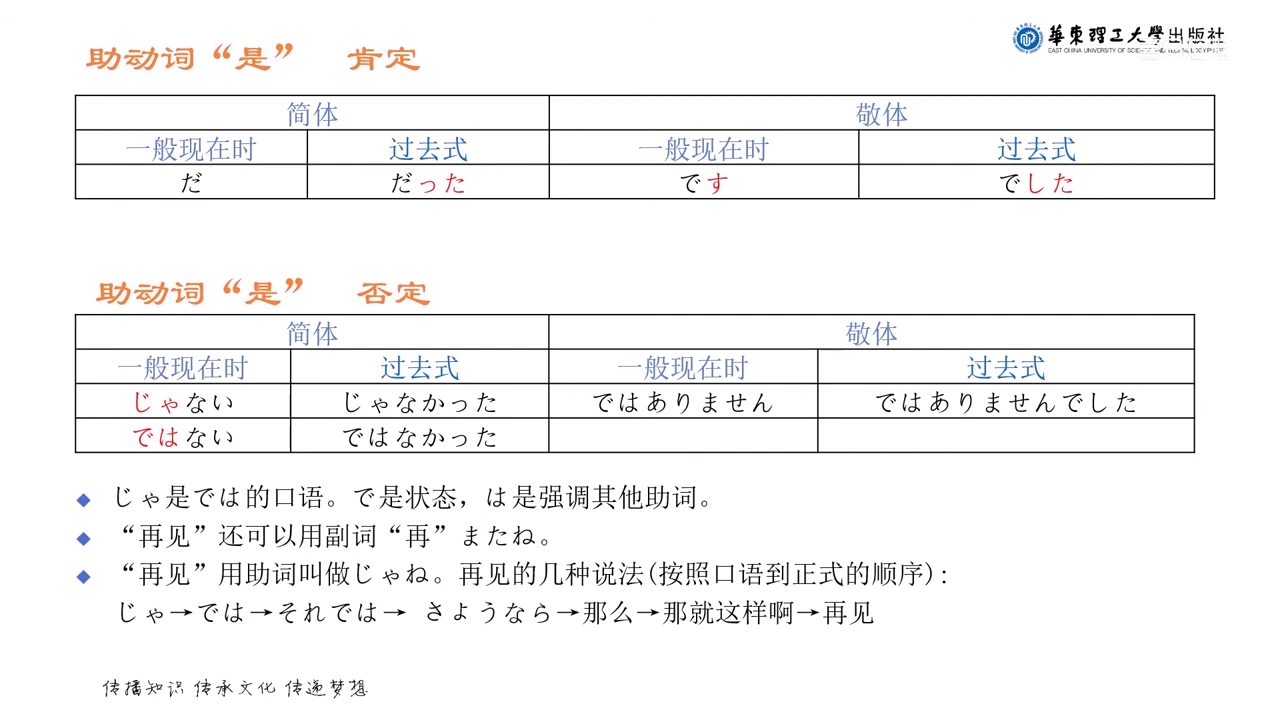 助动词“是” 肯定
華東理工大學出版社
EAST CHINA UNIVERSITY OF SCIENCE AND TECHNOLOGY PRESS
简体 敬体
一般现在时 过去式 一般现在时 过去式
だ だった です でした
助动词“是” 否定
简体 敬体
一般现在时 过去式 一般现在时 过去式
じゃない じゃなかった ではありません ではありませんでした
ではない ではなかった
じゃ是では的口语。で是状态，は是强调其他助词。
“再见”还可以用副词“再”またね。
“再见”用助词叫做じゃね。再见的几种说法(按照口语到正式的顺序):
じゃ→では→それでは→ さようなら→那么→那就这样啊→再见
传播知识 传承文化 传递梦想